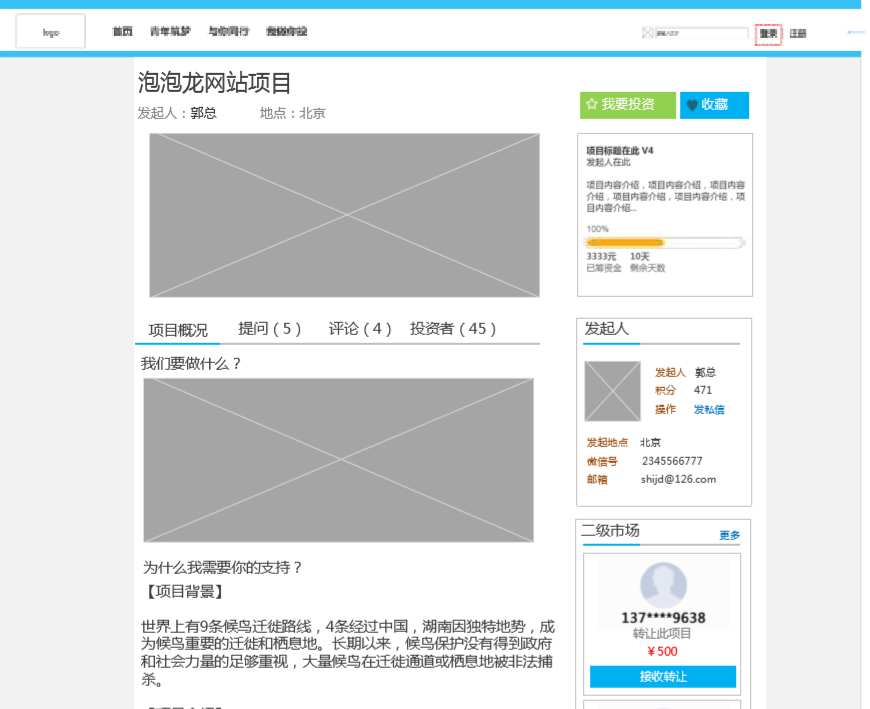 logo 首页 青年筑梦 与你同行 我做你投 登录 注册
泡泡龙网站项目
发起人：郭总 地点：北京
我要投资 收藏
项目标题在此 V4
发起人在此
项目内容介绍，项目内容介绍，项目内容
介绍，项目内容介绍，项目内容介绍，项
目内容介绍...
100%
3333元 10天
已筹资金 剩余天数
项目概况 提问（5） 评论（4） 投资者（45）
我们要做什么？
为什么我需要你的支持？
【项目背景】
世界上有9条候鸟迁徙路线，4条经过中国，湖南因独特地势，成
为候鸟重要的迁徙和栖息地。长期以来，候鸟保护没有得到政府
和社会力量的足够重视，大量候鸟在迁徙通道或栖息地被非法捕
杀。
发起人
发起人 郭总
积分 471
操作 发私信
发起地点 北京
微信号 2345566777
邮箱 shijd@126.com
二级市场 更多
137****9638
转让此项目
￥500
接收转让